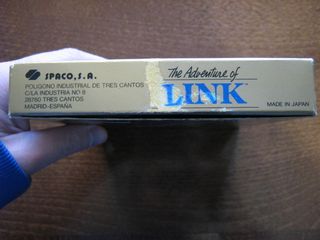 SPACO, S.A.
POLIGONO INDUSTRIAL DE TRES CANTOS
C/LA INDUSTRIA NO 8
28760 TRES CANTOS
MADRID-ESPAÑA
The Adventure of
LINK
MADE IN JAPAN